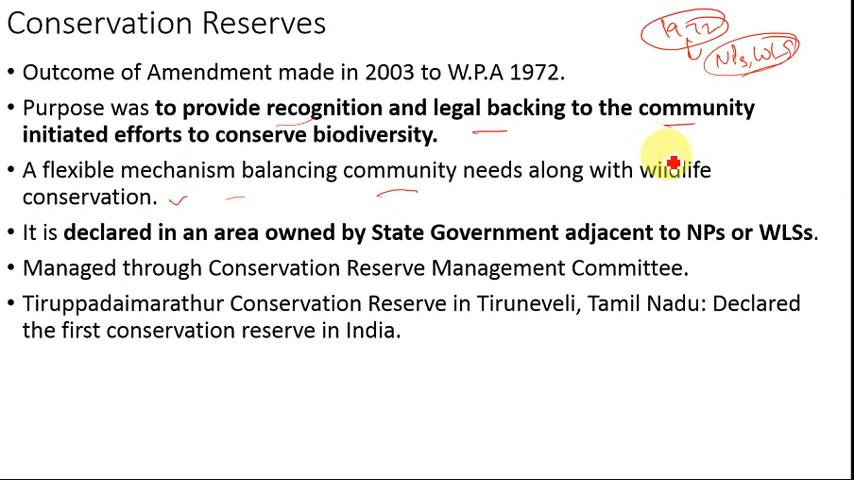 Conservation Reserves
1972
NPs, WLS
• Outcome of Amendment made in 2003 to W.P.A 1972.
• Purpose was to provide recognition and legal backing to the community
initiated efforts to conserve biodiversity.
• A flexible mechanism balancing community needs along with wildlife
conservation.
• It is declared in an area owned by State Government adjacent to NPs or WLSs.
• Managed through Conservation Reserve Management Committee.
• Tiruppadaimarathur Conservation Reserve in Tiruneveli, Tamil Nadu: Declared
the first conservation reserve in India.